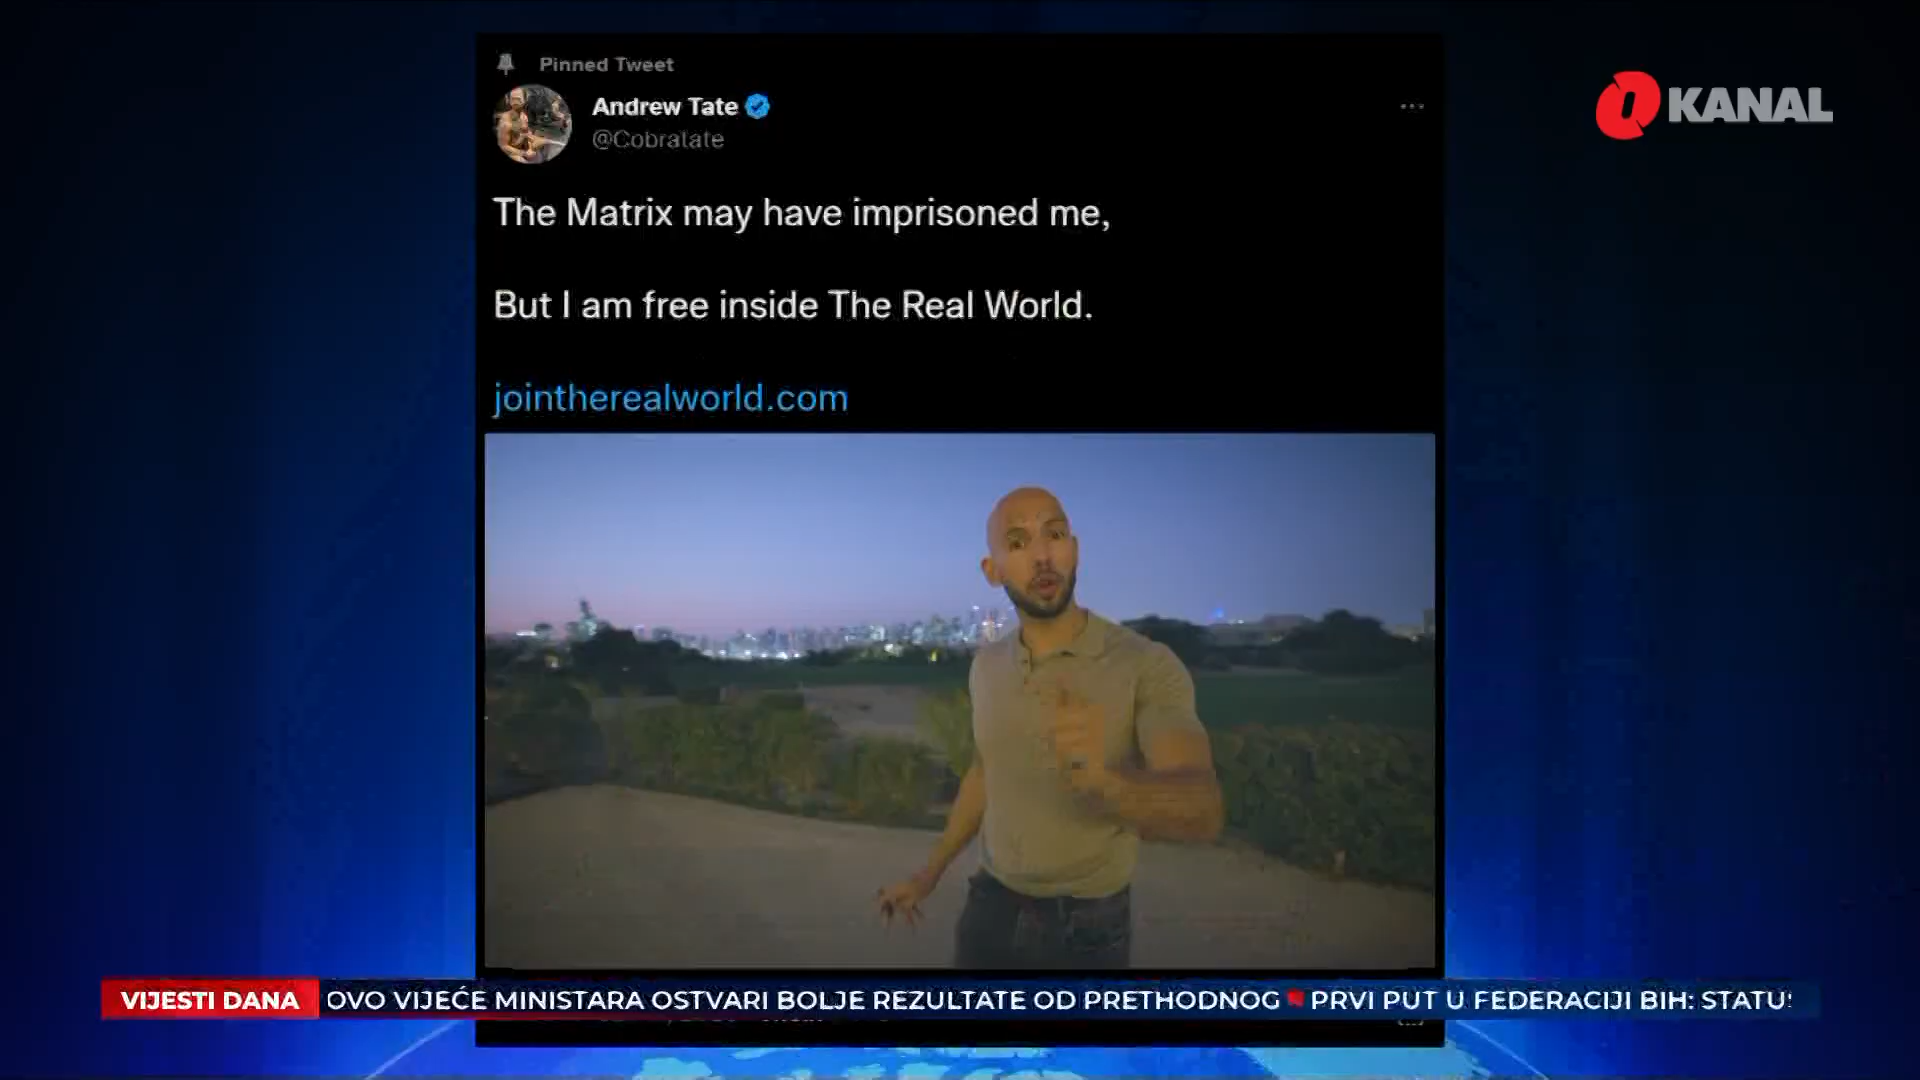 Pinned Tweet
Andrew Tate
@Cobratate
The Matrix may have imprisoned me,
But I am free inside The Real World.
jointherealworld.com
O KANAL
VIJESTI DANA
OVO VIJEĆE MINISTARA OSTVARI BOLJE REZULTATE OD PRETHODNOG PRVI PUT U FEDERACIJI BIH: STATUS